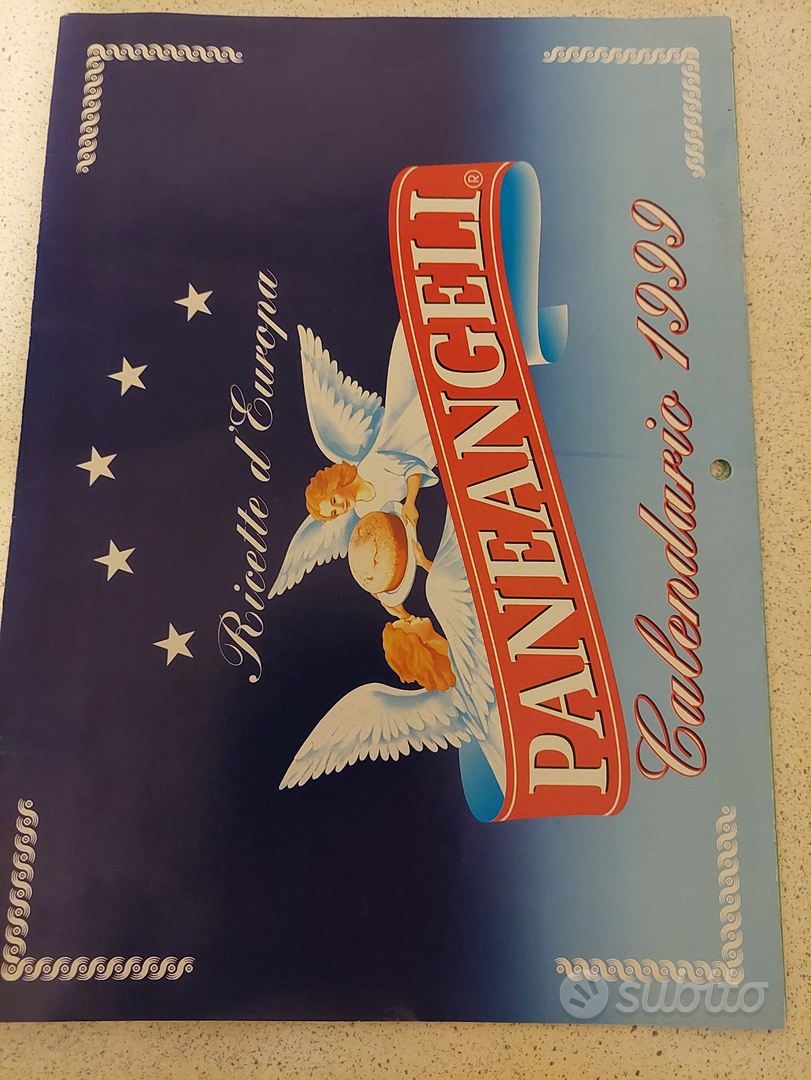 Ricette d'Europa
PANEANGELI®
Calendario 1999
subito